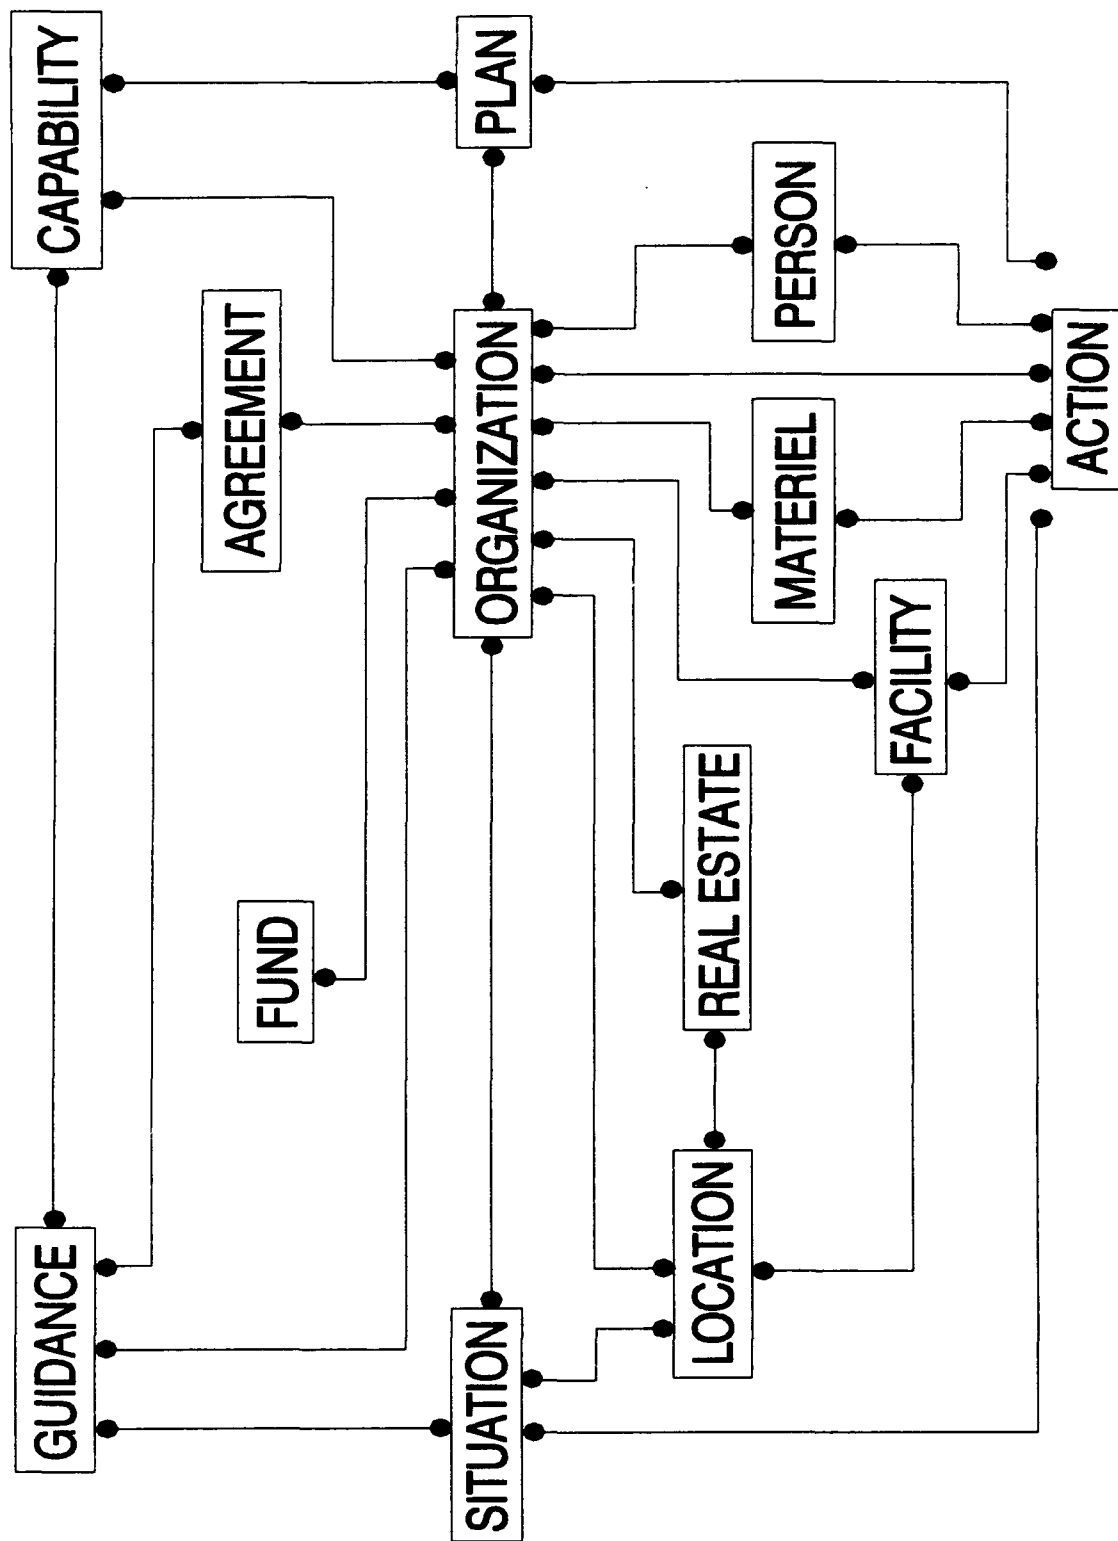 GUIDANCE
CAPABILITY
AGREEMENT
FUND
SITUATION
ORGANIZATION
PLAN
LOCATION
REAL ESTATE
MATERIEL
PERSON
FACILITY
ACTION